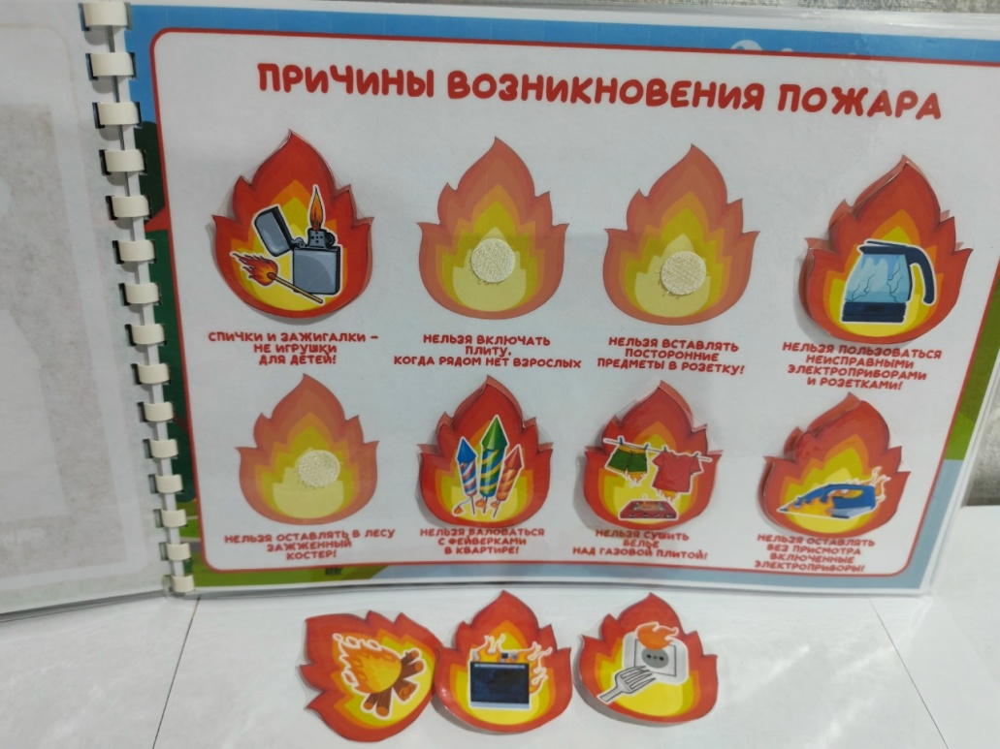 ПРИЧИНЫ ВОЗНИКНОВЕНИЯ ПОЖАРА
СПИЧКИ И ЗАЖИГАЛКИ –
НЕ ИГРУШКИ
ДЛЯ ДЕТЕЙ!
НЕЛЬЗЯ ВКЛЮЧАТЬ
ПЛИТУ,
КОГДА РЯДОМ НЕТ ВЗРОСЛЫХ
НЕЛЬЗЯ ВСТАВЛЯТЬ
ПОСТОРОННИЕ
ПРЕДМЕТЫ В РОЗЕТКУ!
НЕЛЬЗЯ ПОЛЬЗОВАТЬСЯ
НЕИСПРАВНЫМИ
ЭЛЕКТРОПРИБОРАМИ
И РОЗЕТКАМИ!
НЕЛЬЗЯ ОСТАВЛЯТЬ В ЛЕСУ
ЗАЖЖЕННЫЙ
КОСТЕР!
НЕЛЬЗЯ БАЛОВАТЬСЯ
С ФЕЙВЕРКАМИ
В КВАРТИРЕ!
НЕЛЬЗЯ СУШИТЬ
БЕЛЬЕ
НАД ГАЗОВОЙ ПЛИТОЙ!
НЕЛЬЗЯ ОСТАВЛЯТЬ
БЕЗ ПРИСМОТРА
ВКЛЮЧЕННЫЕ
ЭЛЕКТРОПРИБОРЫ!